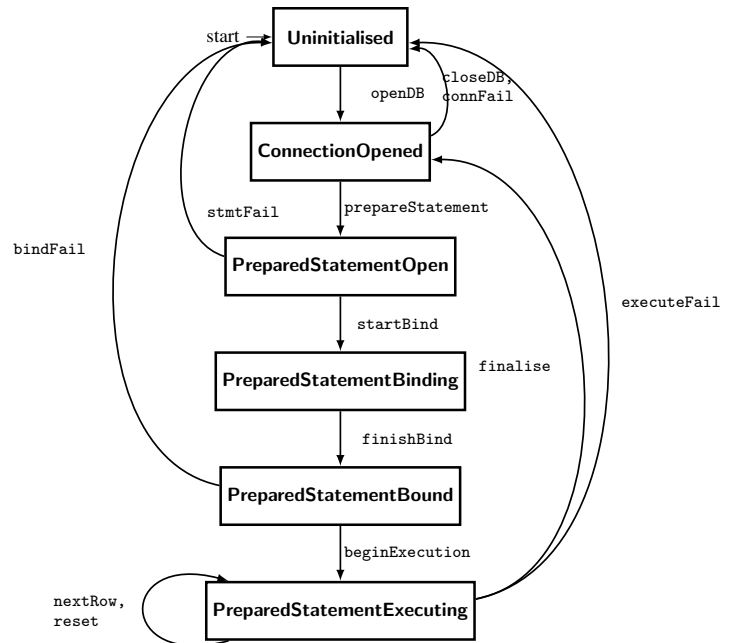 start
Uninitialised
closeDB,
connFail
openDB
ConnectionOpened
stmtFail
prepareStatement
bindFail
PreparedStatementOpen
executeFail
startBind
PreparedStatementBinding
finalise
finishBind
PreparedStatementBound
beginExecution
nextRow,
reset
PreparedStatementExecuting